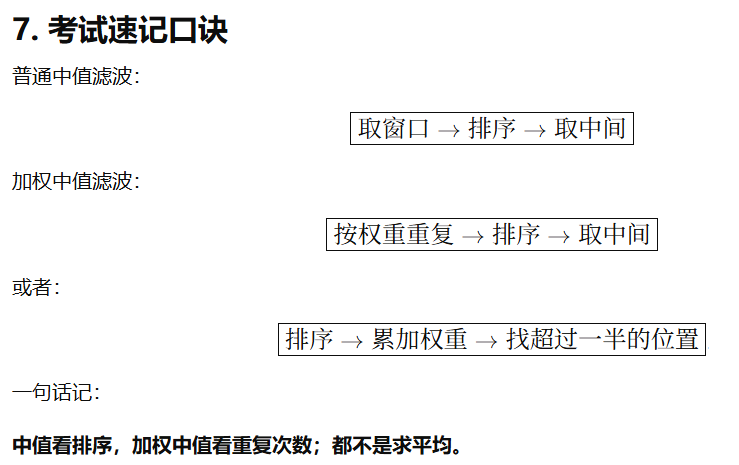 7. 考试速记口诀
普通中值滤波：
取窗口 → 排序 → 取中间
加权中值滤波：
按权重重复 → 排序 → 取中间
或者：
排序 → 累加权重 → 找超过一半的位置
一句话记：
中值看排序，加权中值看重复次数；都不是求平均。